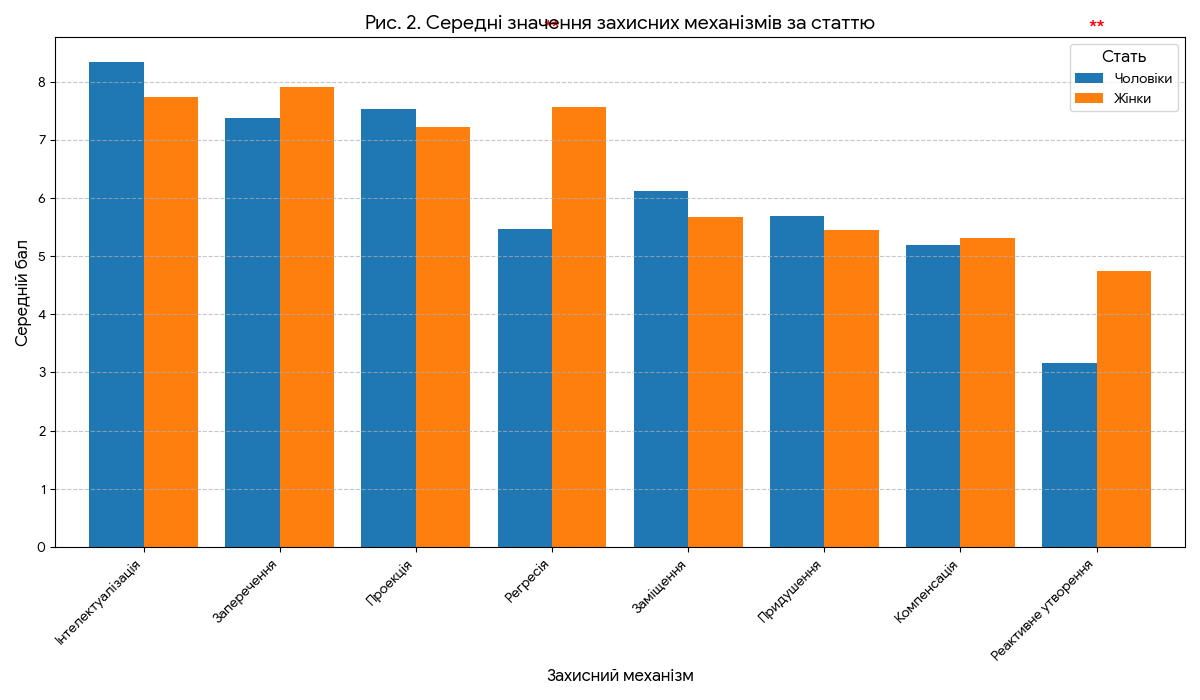 Рис. 2. Середні значення захисних механізмів за статтю
**
**
Стать
Чоловіки
Жінки
Середній бал
8
7
6
5
4
3
2
1
0
Інтелектуалізація
Заперечення
Проекція
Регресія
Заміщення
Придушення
Компенсація
Реактивне утворення
Захисний механізм